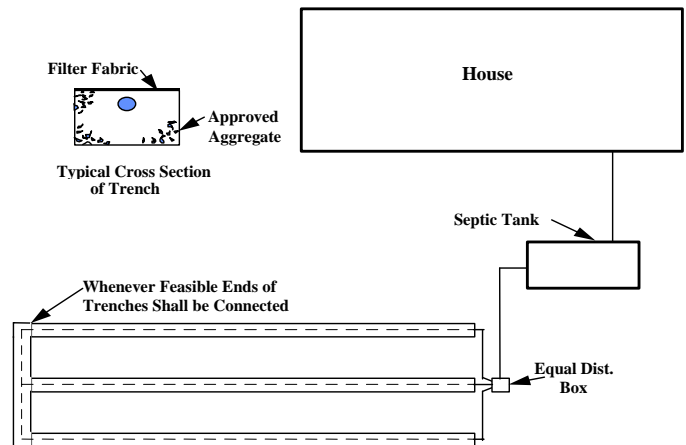 House
Filter Fabric
Approved
Aggregate
Typical Cross Section
of Trench
Septic Tank
Whenever Feasible Ends of
Trenches Shall be Connected
Equal Dist.
Box